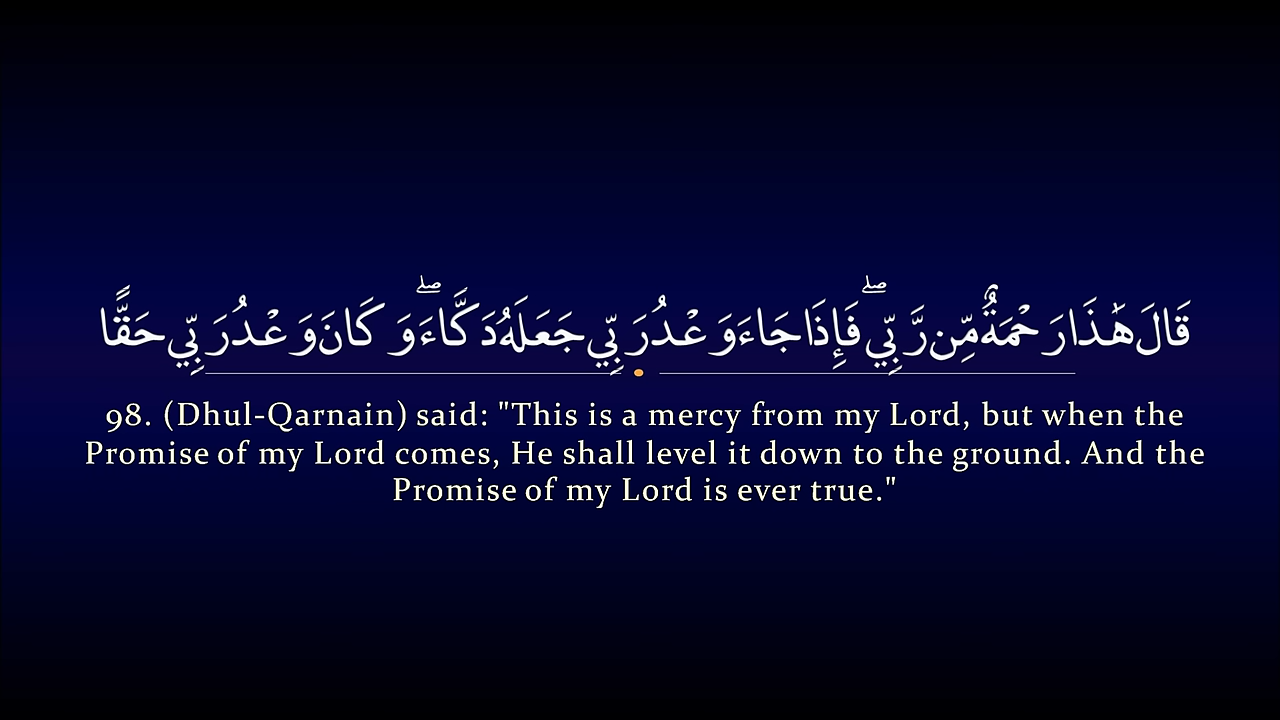 قَالَ هَٰذَا رَحْمَةٌ مِّن رَّبِّي ۖ فَإِذَا جَاءَ وَعْدُ رَبِّي جَعَلَهُ دَكَّاءَ ۖ وَكَانَ وَعْدُ رَبِّي حَقًّا
98. (Dhul-Qarnain) said: "This is a mercy from my Lord, but when the
Promise of my Lord comes, He shall level it down to the ground. And the
Promise of my Lord is ever true."